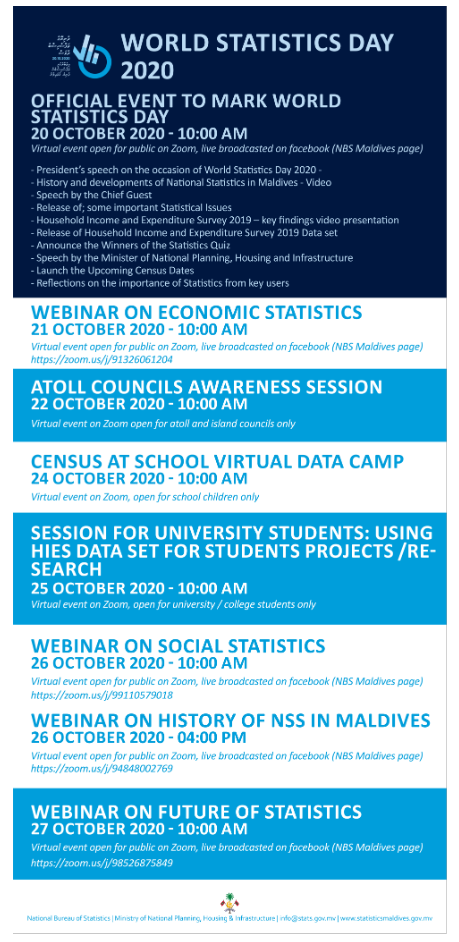 WORLD STATISTICS DAY
2020
OFFICIAL EVENT TO MARK WORLD
STATISTICS DAY
20 OCTOBER 2020 - 10:00 AM
Virtual event open for public on Zoom, live broadcasted on facebook (NBS Maldives page)
- President's speech on the occasion of World Statistics Day 2020 -
- History and developments of National Statistics in Maldives - Video
- Speech by the Chief Guest
- Release of; some important Statistical Issues
- Household Income and Expenditure Survey 2019 – key findings video presentation
- Release of Household Income and Expenditure Survey 2019 Data set
- Announce the Winners of the Statistics Quiz
- Speech by the Minister of National Planning, Housing and Infrastructure
- Launch the Upcoming Census Dates
- Reflections on the importance of Statistics from key users
WEBINAR ON ECONOMIC STATISTICS
21 OCTOBER 2020 - 10:00 AM
Virtual event open for public on Zoom, live broadcasted on facebook (NBS Maldives page)
https://zoom.us/j/91326061204
ATOLL COUNCILS AWARENESS SESSION
22 OCTOBER 2020 - 10:00 AM
Virtual event on Zoom open for atoll and island councils only
CENSUS AT SCHOOL VIRTUAL DATA CAMP
24 OCTOBER 2020 - 10:00 AM
Virtual event on Zoom, open for school children only
SESSION FOR UNIVERSITY STUDENTS: USING
HIES DATA SET FOR STUDENTS PROJECTS /RE-
SEARCH
25 OCTOBER 2020 - 10:00 AM
Virtual event on Zoom, open for university / college students only
WEBINAR ON SOCIAL STATISTICS
26 OCTOBER 2020 - 10:00 AM
Virtual event open for public on Zoom, live broadcasted on facebook (NBS Maldives page)
https://zoom.us/j/99110579018
WEBINAR ON HISTORY OF NSS IN MALDIVES
26 OCTOBER 2020 - 04:00 PM
Virtual event open for public on Zoom, live broadcasted on facebook (NBS Maldives page)
https://zoom.us/j/94848002769
WEBINAR ON FUTURE OF STATISTICS
27 OCTOBER 2020 - 10:00 AM
Virtual event open for public on Zoom, live broadcasted on facebook (NBS Maldives page)
https://zoom.us/j/98526875849
National Bureau of Statistics | Ministry of National Planning, Housing & Infrastructure | info@stats.gov.mv | www.statisticsmaldives.gov.mv